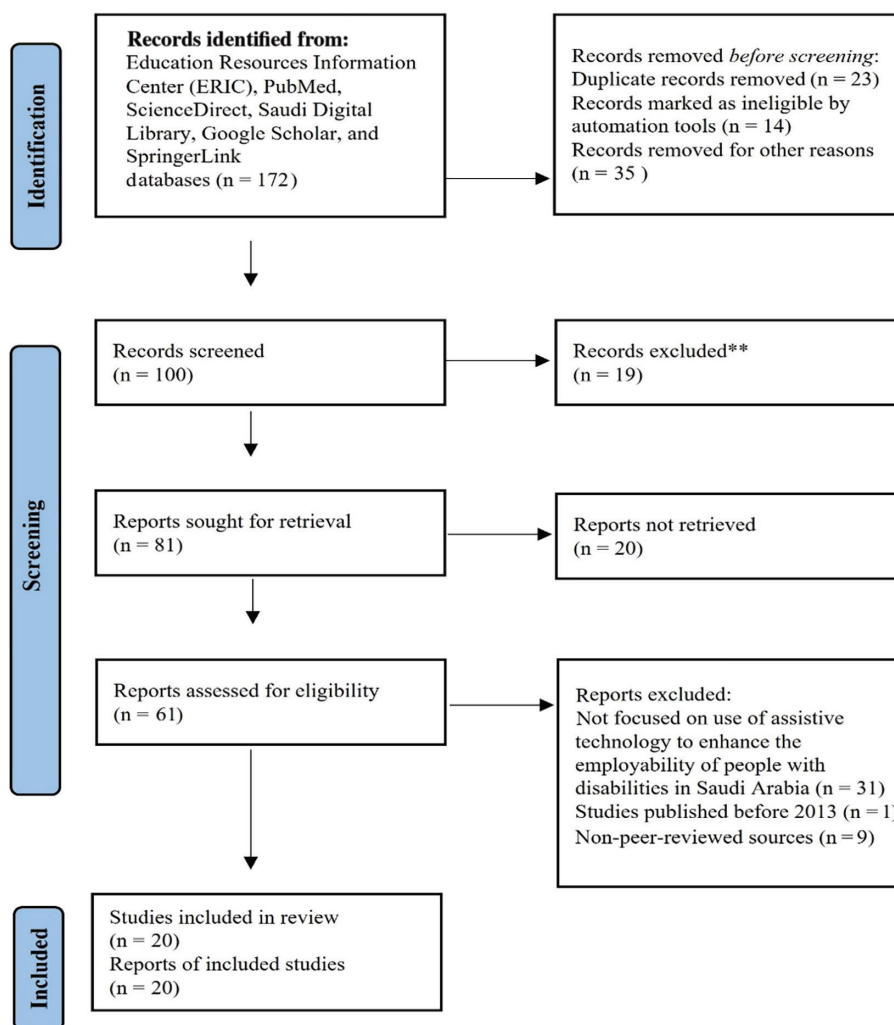 Identification
Records identified from:
Education Resources Information
Center (ERIC), PubMed,
ScienceDirect, Saudi Digital
Library, Google Scholar, and
SpringerLink
databases (n = 172)
Records removed before screening:
Duplicate records removed (n = 23)
Records marked as ineligible by
automation tools (n = 14)
Records removed for other reasons
(n = 35 )
Screening
Records screened
(n = 100)
Records excluded**
(n = 19)
Reports sought for retrieval
(n = 81)
Reports not retrieved
(n = 20)
Reports assessed for eligibility
(n = 61)
Reports excluded:
Not focused on use of assistive
technology to enhance the
employability of people with
disabilities in Saudi Arabia (n = 31)
Studies published before 2013 (n = 1)
Non-peer-reviewed sources (n = 9)
Included
Studies included in review
(n = 20)
Reports of included studies
(n = 20)